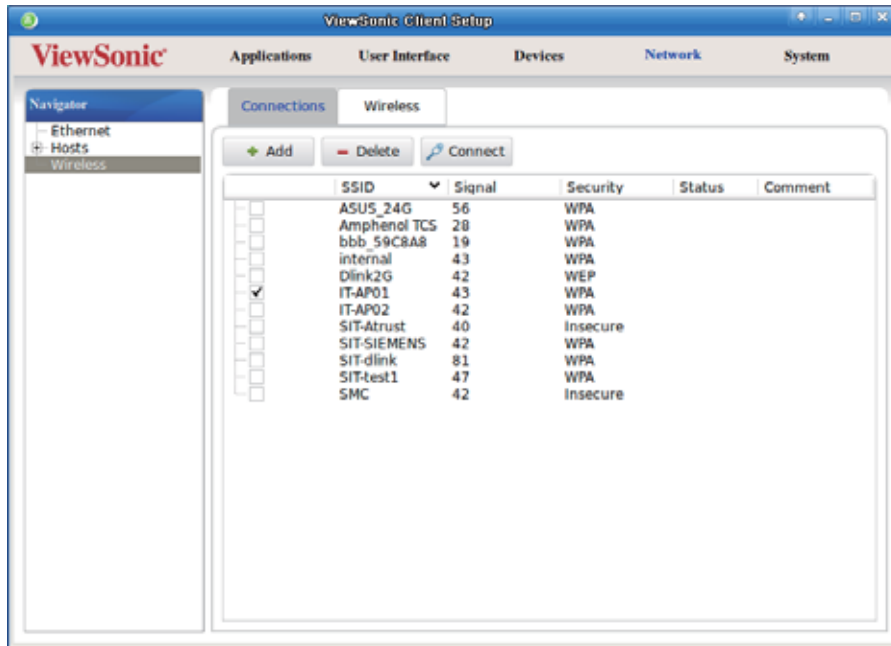 ViewSonic Client Setup
ViewSonic Applications User Interface Devices Network System
Navigator
Ethernet
Hosts
Wireless
Connections Wireless
Add Delete Connect
SSID Signal Security Status Comment
ASUS_24G 56 WPA
Amphenol TCS 28 WPA
bbb_59C8A8 19 WPA
internal 43 WPA
Dlink2G 42 WEP
IT-AP01 43 WPA
IT-AP02 42 WPA
SIT-Atrust 40 Insecure
SIT-SIEMENS 42 WPA
SIT-dlink 81 WPA
SIT-test1 47 WPA
SMC 42 Insecure